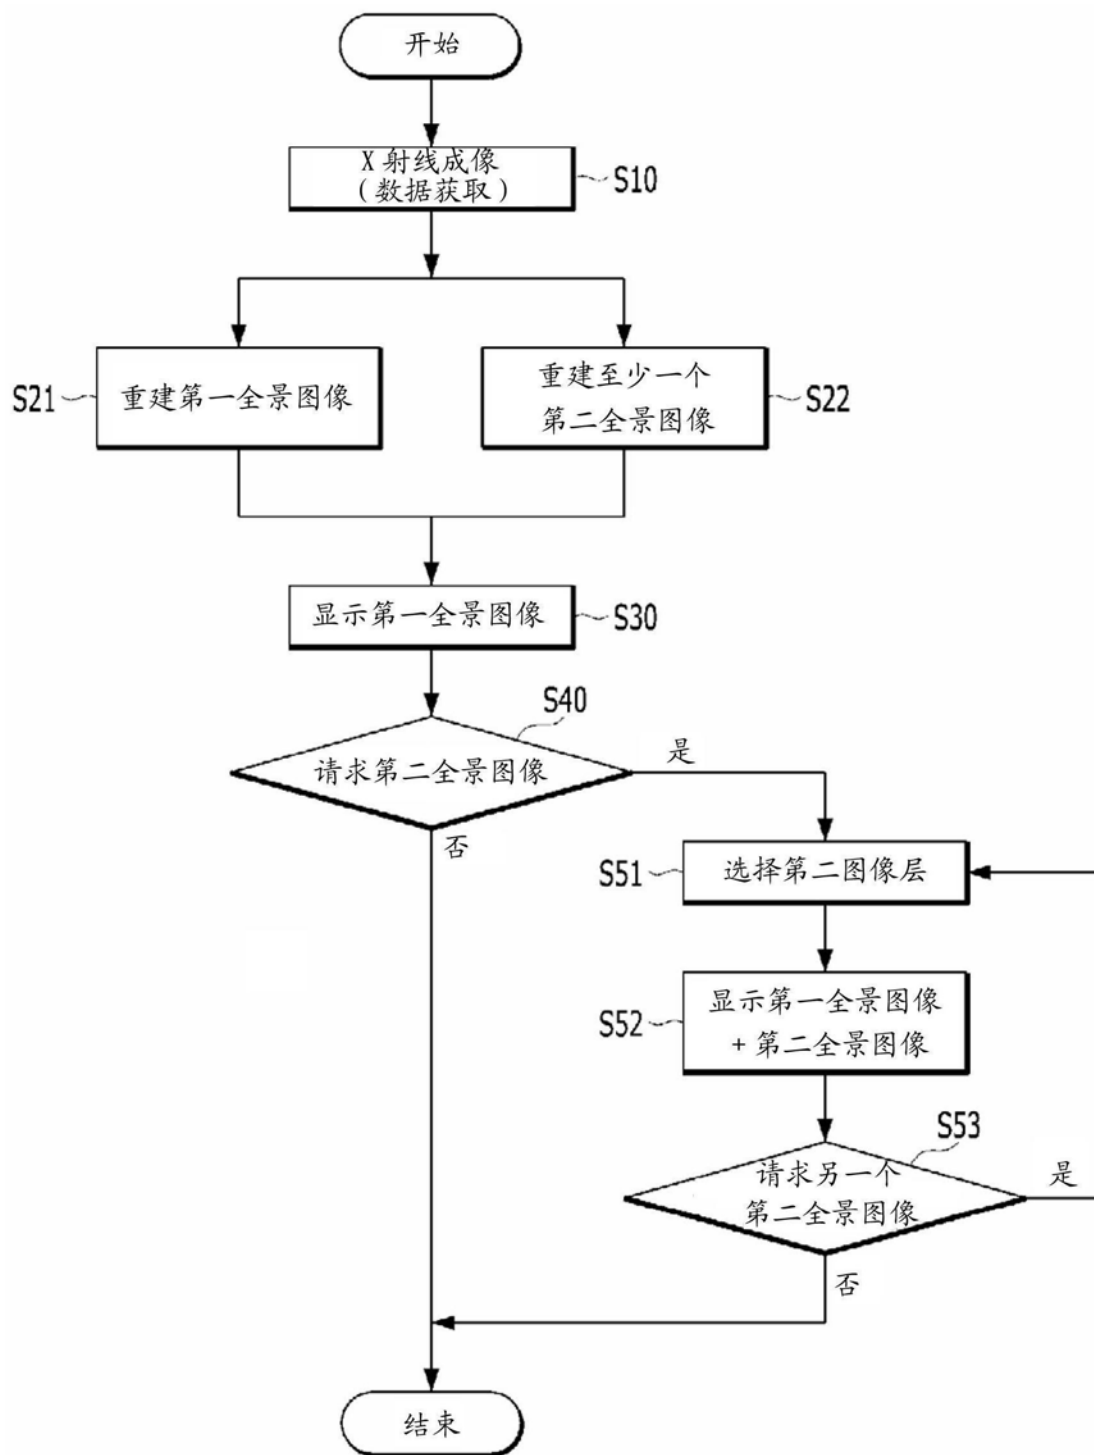 开始
X 射线成像
(数据获取)
S10
S21
重建第一全景图像
重建至少一个
第二全景图像
S22
显示第一全景图像
S30
S40
请求第二全景图像
是
否
S51
选择第二图像层
S52
显示第一全景图像
+ 第二全景图像
S53
请求另一个
第二全景图像
是
否
结束